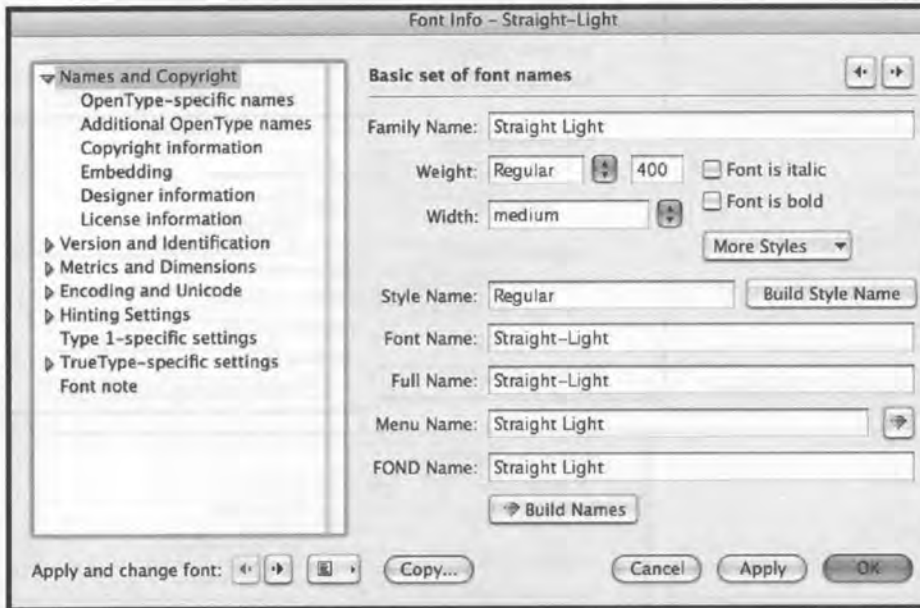 Font Info – Straight-Light
Names and Copyright
OpenType-specific names
Additional OpenType names
Copyright information
Embedding
Designer information
License information
Version and Identification
Metrics and Dimensions
Encoding and Unicode
Hinting Settings
Type 1-specific settings
TrueType-specific settings
Font note
Basic set of font names
Family Name: Straight Light
Weight: Regular 400 Font is italic
Font is bold
Width: medium
More Styles
Style Name: Regular Build Style Name
Font Name: Straight-Light
Full Name: Straight-Light
Menu Name: Straight Light
FOND Name: Straight Light
Build Names
Apply and change font: Copy... Cancel Apply OK